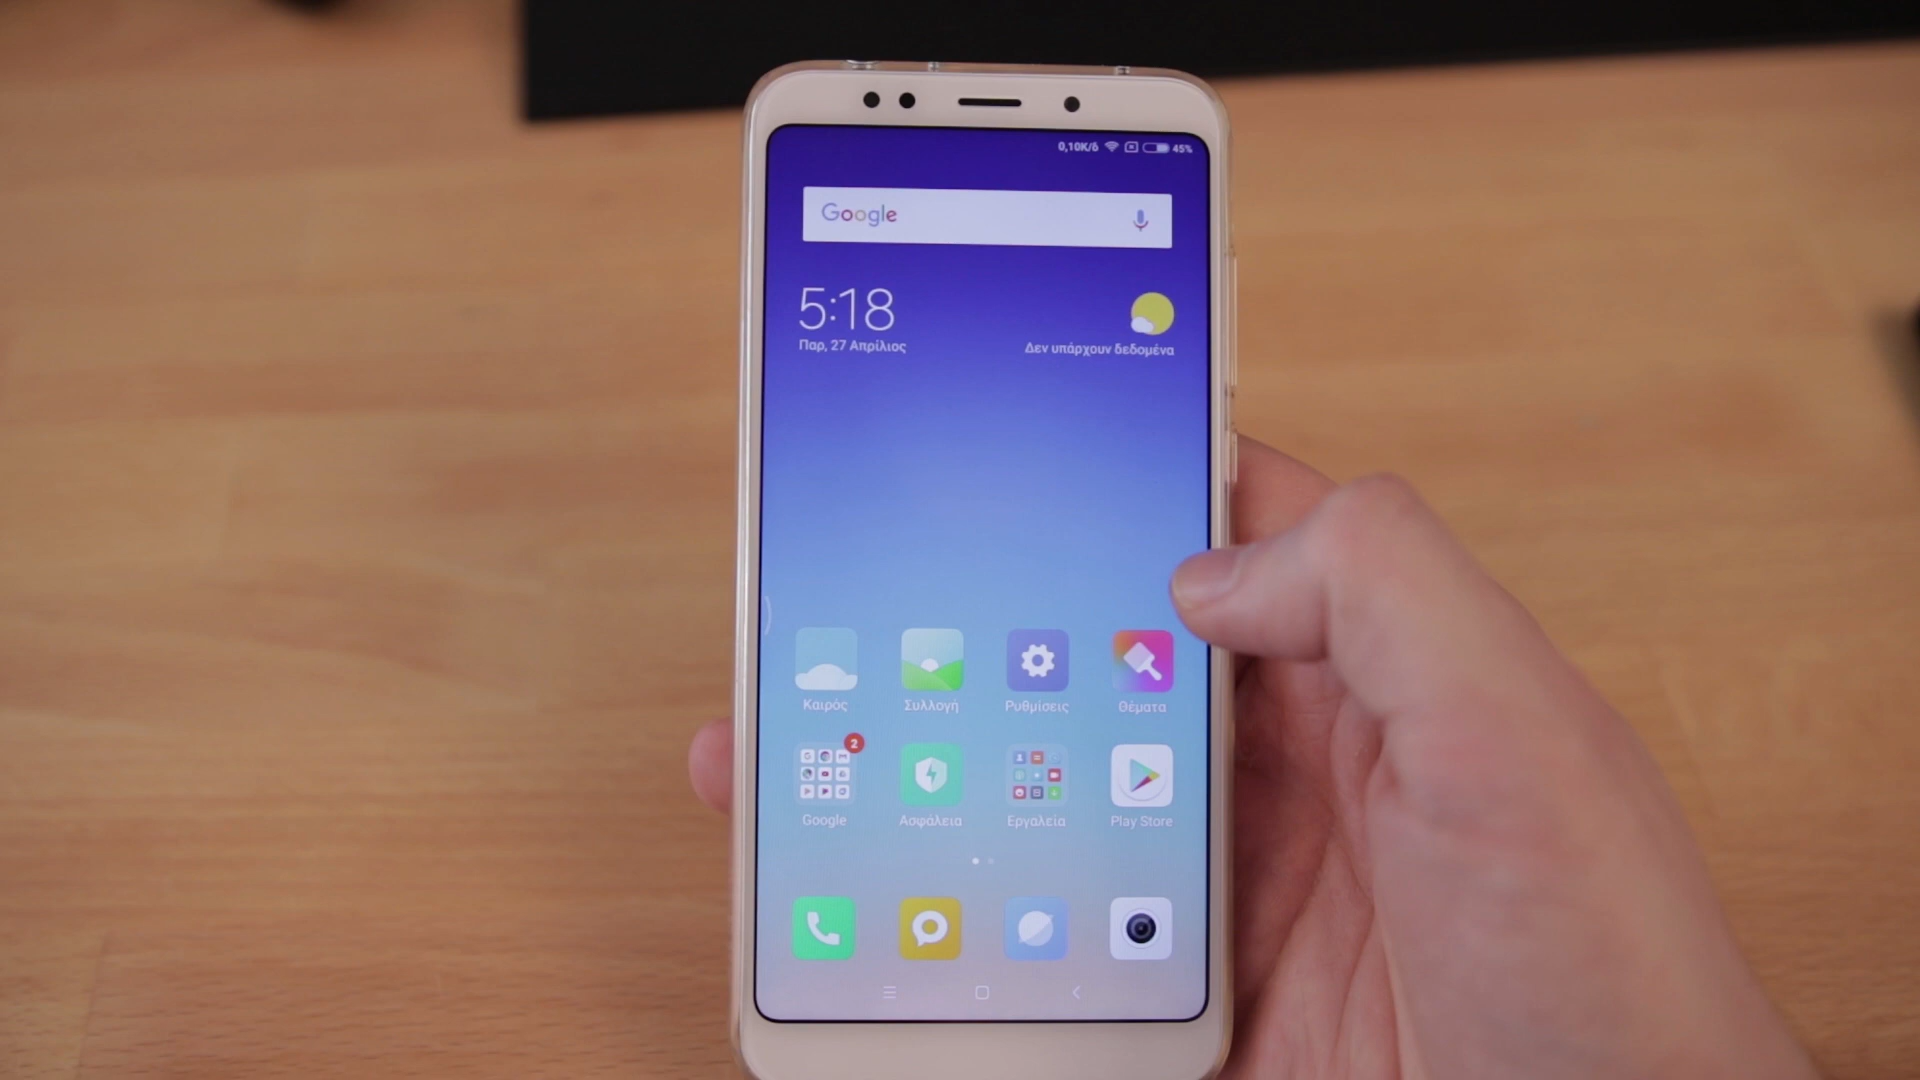 0,10K/δ 45%
Google
5:18
Παρ, 27 Απρίλιος
Δεν υπάρχουν δεδομένα
Καιρός Συλλογή Ρυθμίσεις Θέματα
2
Google Ασφάλεια Εργαλεία Play Store